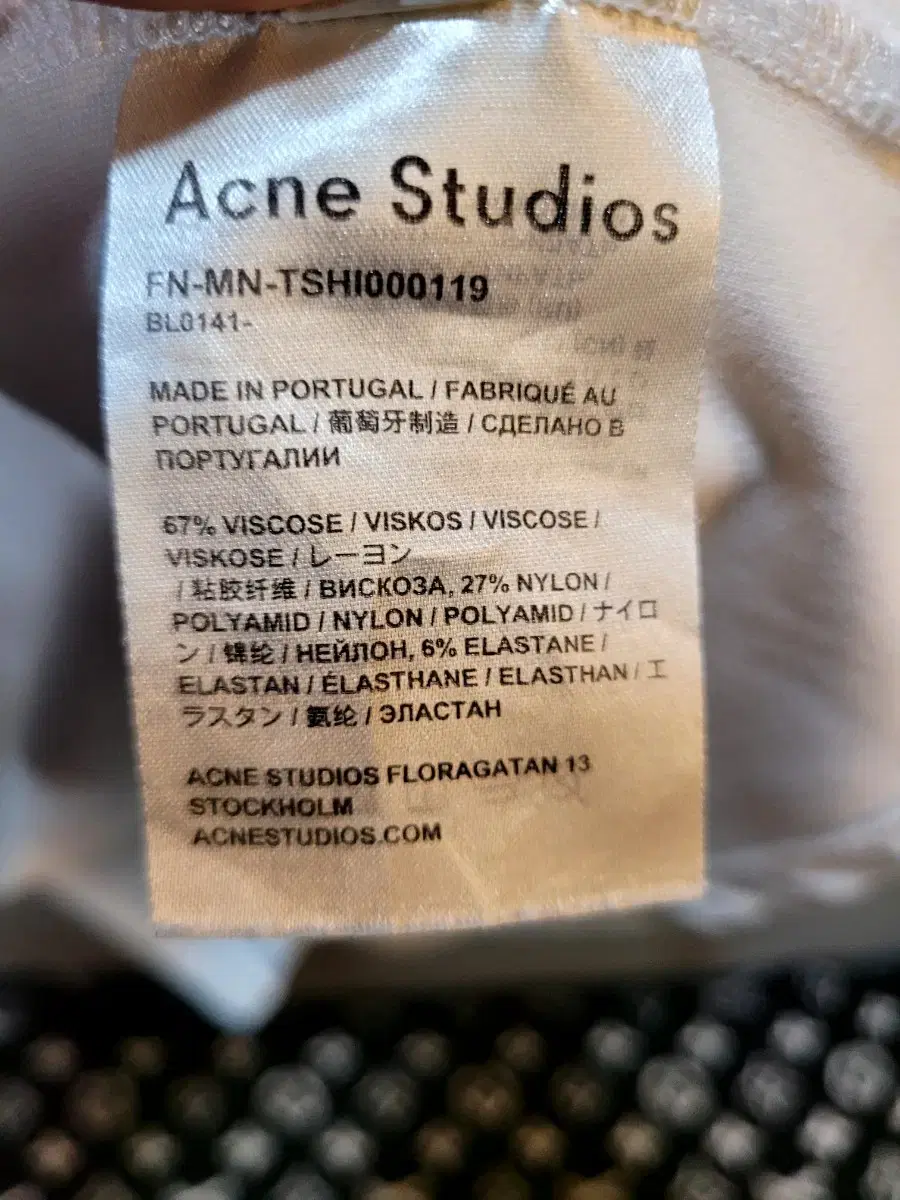 Acne Studios
FN-MN-TSHI000119
BL0141-
MADE IN PORTUGAL / FABRIQUÉ AU
PORTUGAL / 葡萄牙制造 / СДЕЛАНО В
ПОРТУГАЛИИ
67% VISCOSE / VISKOS / VISCOSE /
VISKOSE / レーヨン
/ 粘胶纤维 / ВИСКОЗА, 27% NYLON /
POLYAMID / NYLON / POLYAMID / ナイロ
ン / 锦纶 / НЕЙЛОН, 6% ELASTANE /
ELASTAN / ÉLASTHANE / ELASTHAN / エ
ラスタン / 氨纶 / ЭЛАСТАН
ACNE STUDIOS FLORAGATAN 13
STOCKHOLM
ACNESTUDIOS.COM